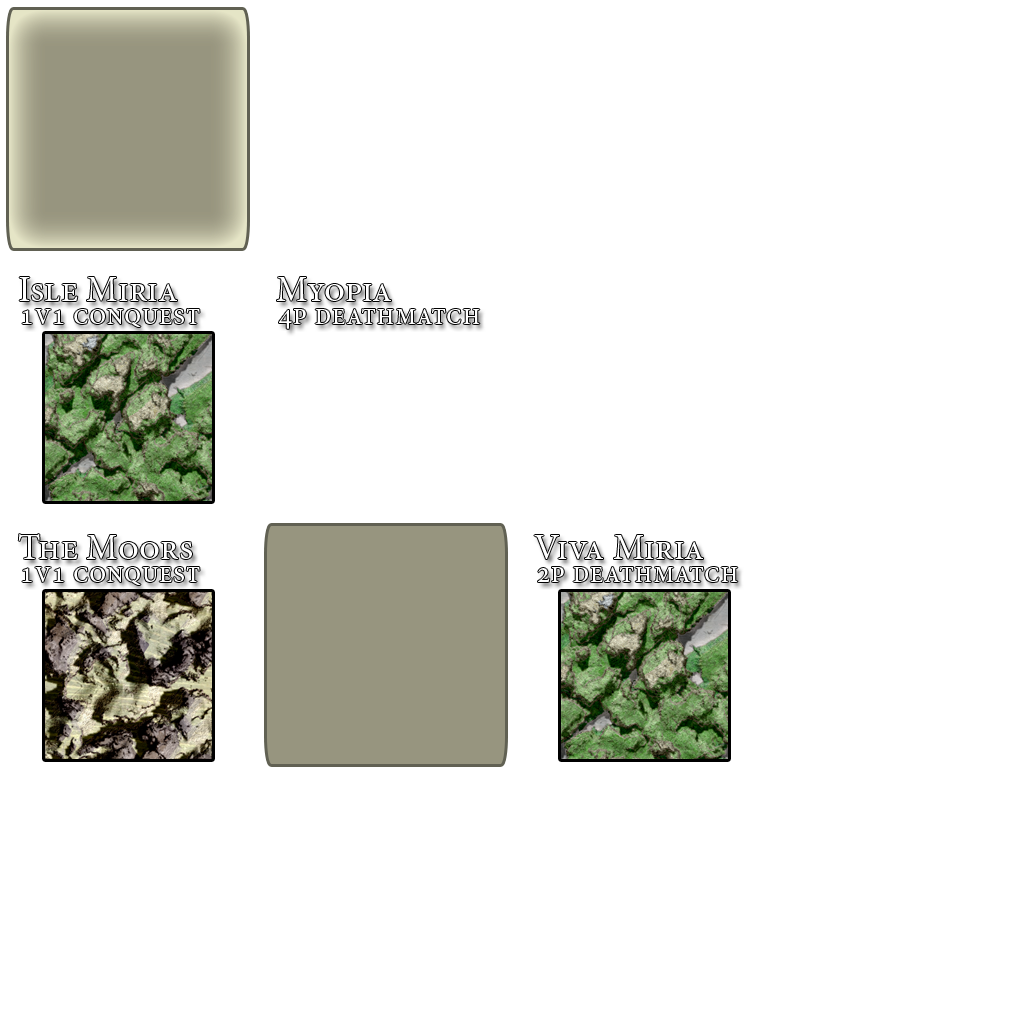 Isle Miria
1v1 conquest
Myopia
4p deathmatch
The Moors
1v1 conquest
Viva Miria
2p deathmatch